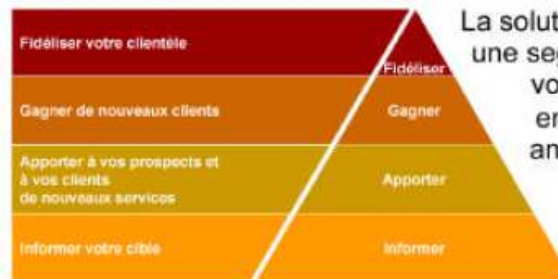 Fidéliser votre clientèle
Fidéliser
Gagner de nouveaux clients
Gagner
Apporter à vos prospects et
à vos clients
de nouveaux services
Apporter
Informer votre cible
Informer
La solut
une seg
vo
er
an